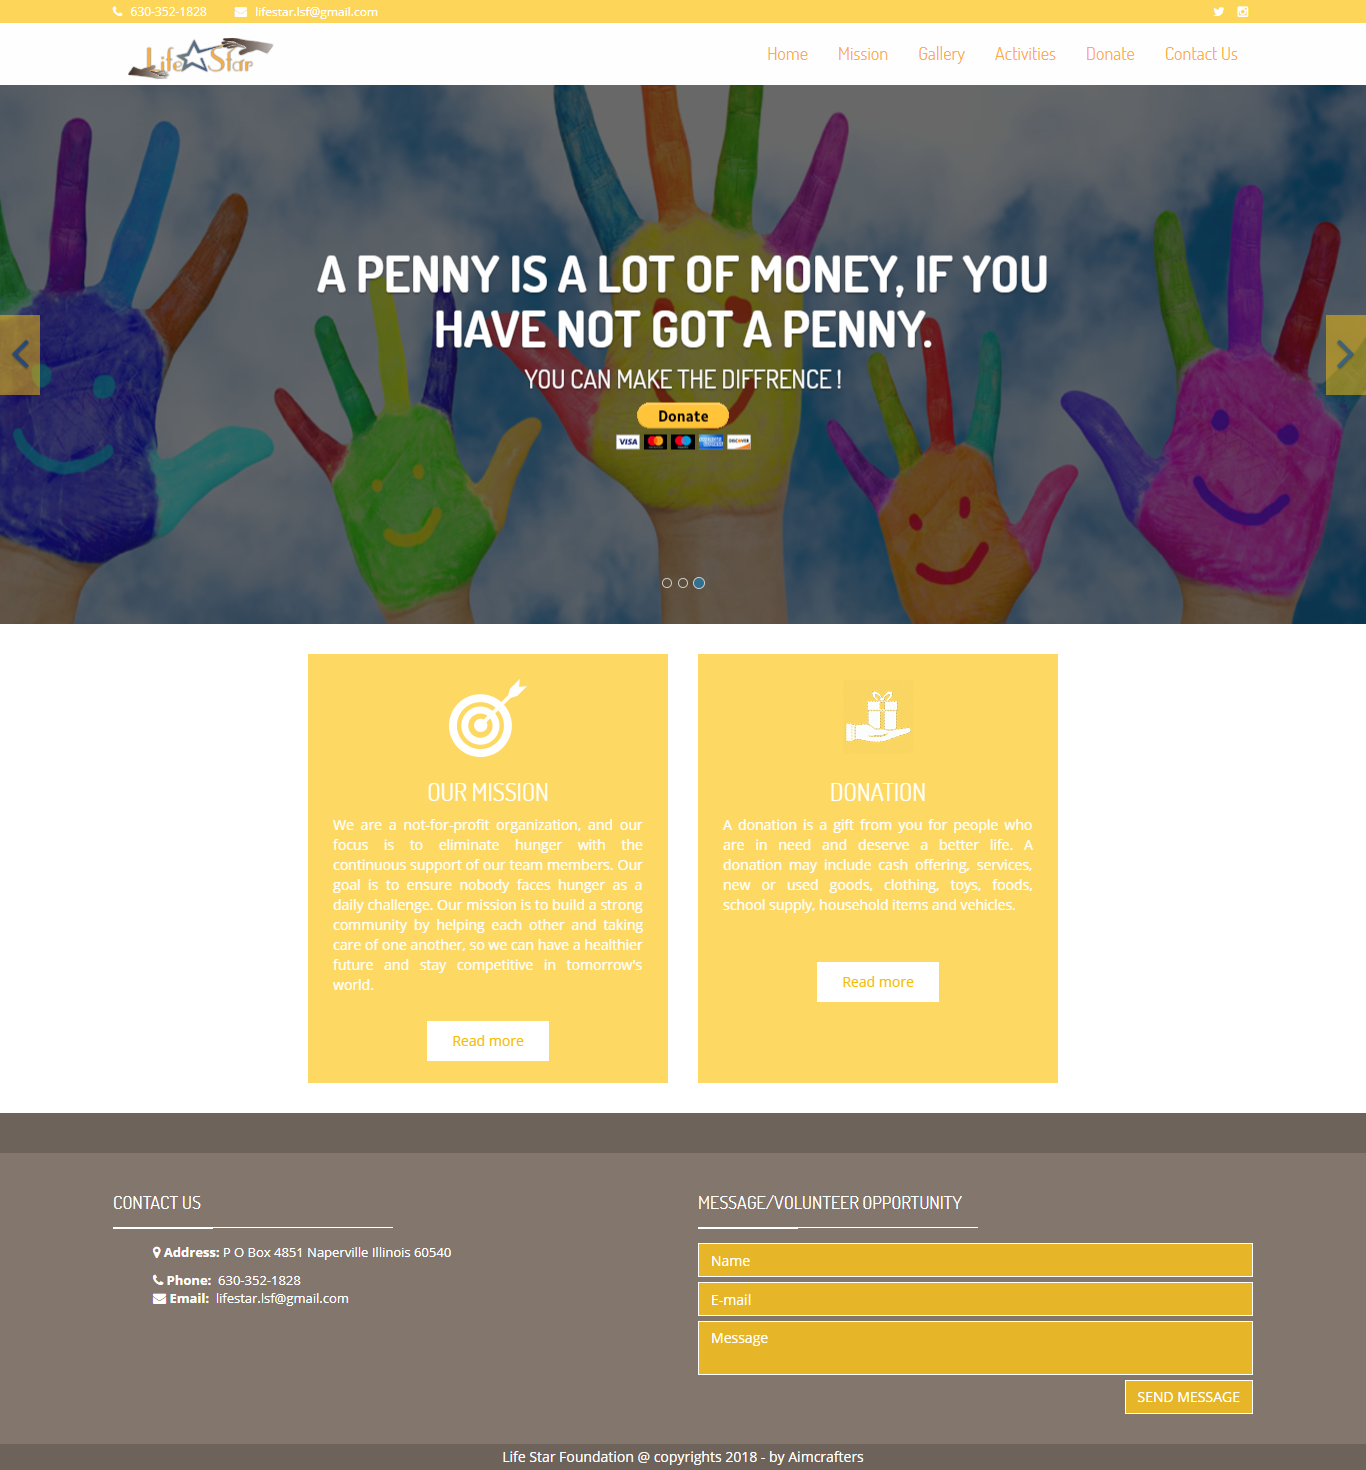 630-352-1828 lifestar.lsf@gmail.com
Life Star
Home Mission Gallery Activities Donate Contact Us
A PENNY IS A LOT OF MONEY, IF YOU
HAVE NOT GOT A PENNY.
YOU CAN MAKE THE DIFFRENCE !
Donate
VISA DISCOVER
OUR MISSION
We are a not-for-profit organization, and our
focus is to eliminate hunger with the
continuous support of our team members. Our
goal is to ensure nobody faces hunger as a
daily challenge. Our mission is to build a strong
community by helping each other and taking
care of one another, so we can have a healthier
future and stay competitive in tomorrow's
world.
Read more
DONATION
A donation is a gift from you for people who
are in need and deserve a better life. A
donation may include cash offering, services,
new or used goods, clothing, toys, foods,
school supply, household items and vehicles.
Read more
CONTACT US
Address: P O Box 4851 Naperville Illinois 60540
Phone: 630-352-1828
Email: lifestar.lsf@gmail.com
MESSAGE/VOLUNTEER OPPORTUNITY
Name
E-mail
Message
SEND MESSAGE
Life Star Foundation @ copyrights 2018 - by Aimcrafters